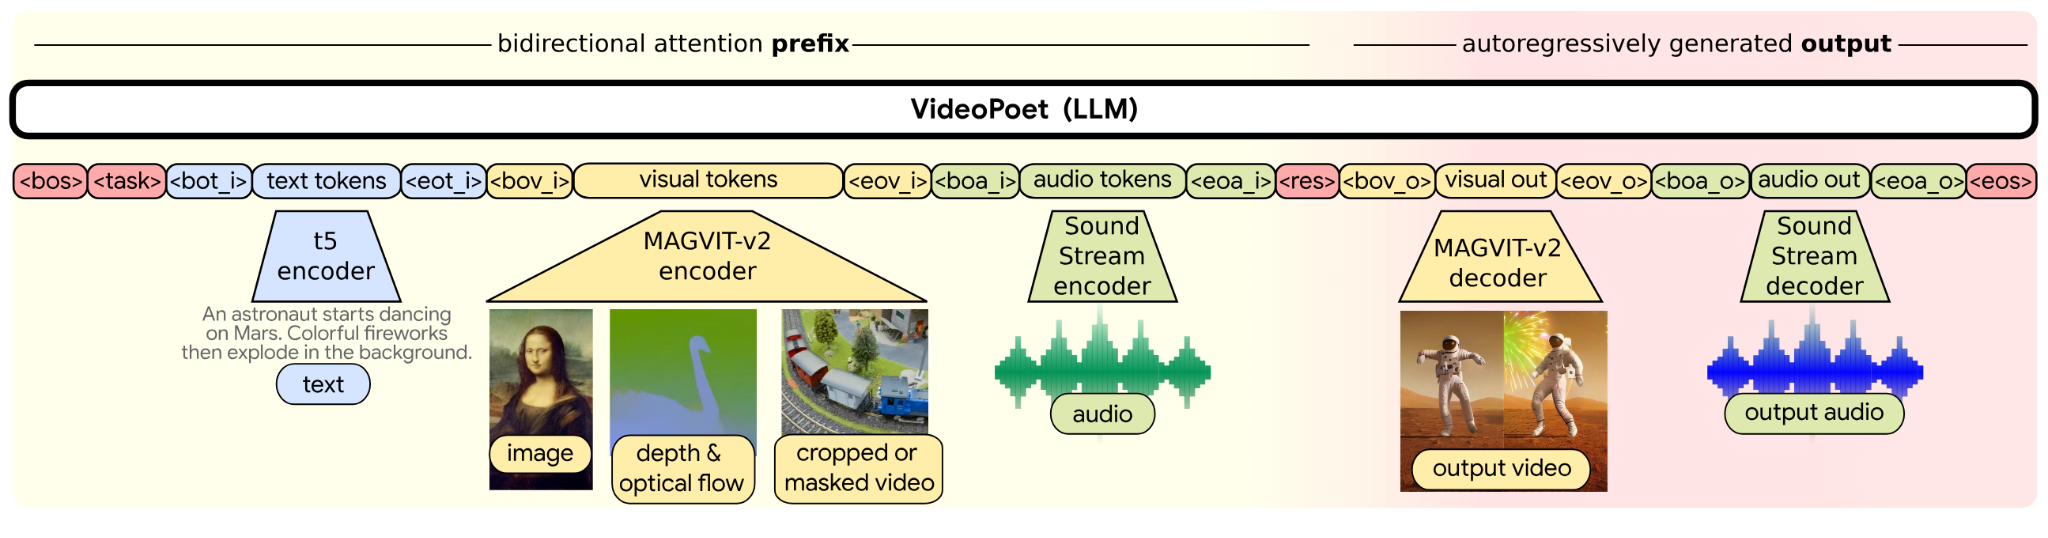 bidirectional attention prefix
autoregressively generated output
VideoPoet (LLM)
<bos> <task> <bot_i> text tokens <eot_i> <bov_i> visual tokens <eov_i> <boa_i> audio tokens <eoa_i> <res> <bov_o> visual out <eov_o> <boa_o> audio out <eoa_o> <eos>
t5
encoder
An astronaut starts dancing
on Mars. Colorful fireworks
then explode in the background.
text
MAGVIT-v2
encoder
image
depth &
optical flow
cropped or
masked video
Sound
Stream
encoder
audio
MAGVIT-v2
decoder
output video
Sound
Stream
decoder
output audio